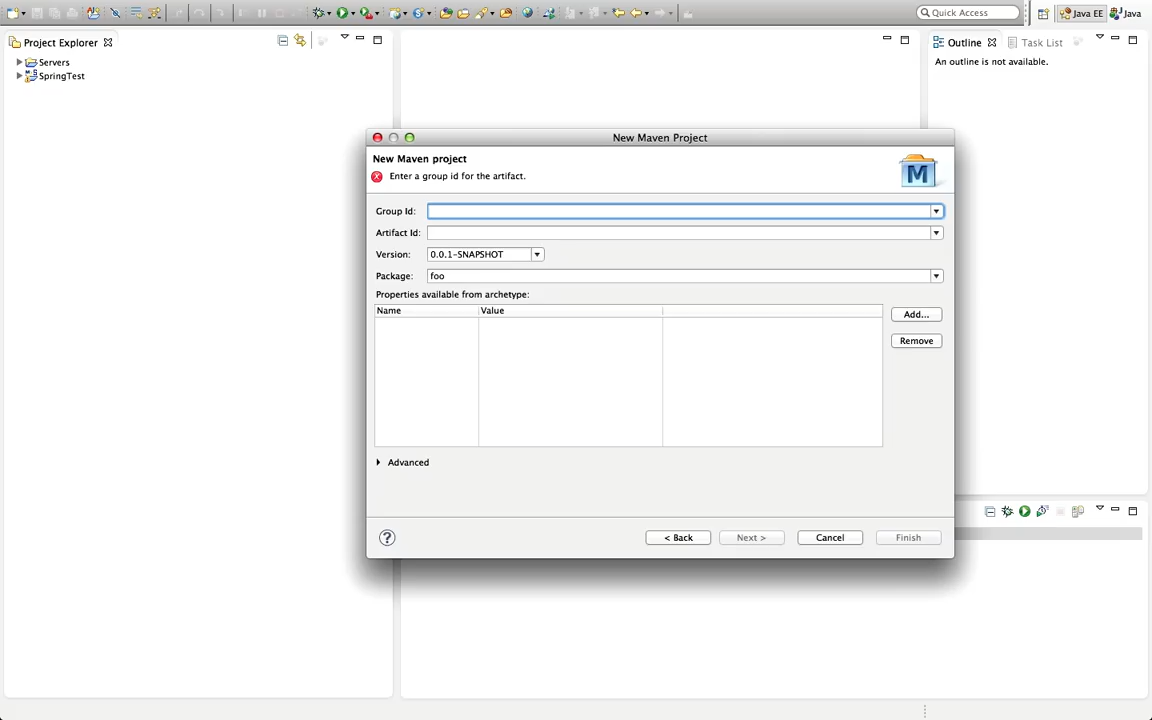 Quick Access
Java EE
Java
Project Explorer
Servers
SpringTest
Outline
Task List
An outline is not available.
New Maven Project
New Maven project
Enter a group id for the artifact.
M
Group Id:
Artifact Id:
Version: 0.0.1-SNAPSHOT
Package: foo
Properties available from archetype:
Name Value
Add...
Remove
Advanced
?
< Back Next > Cancel Finish